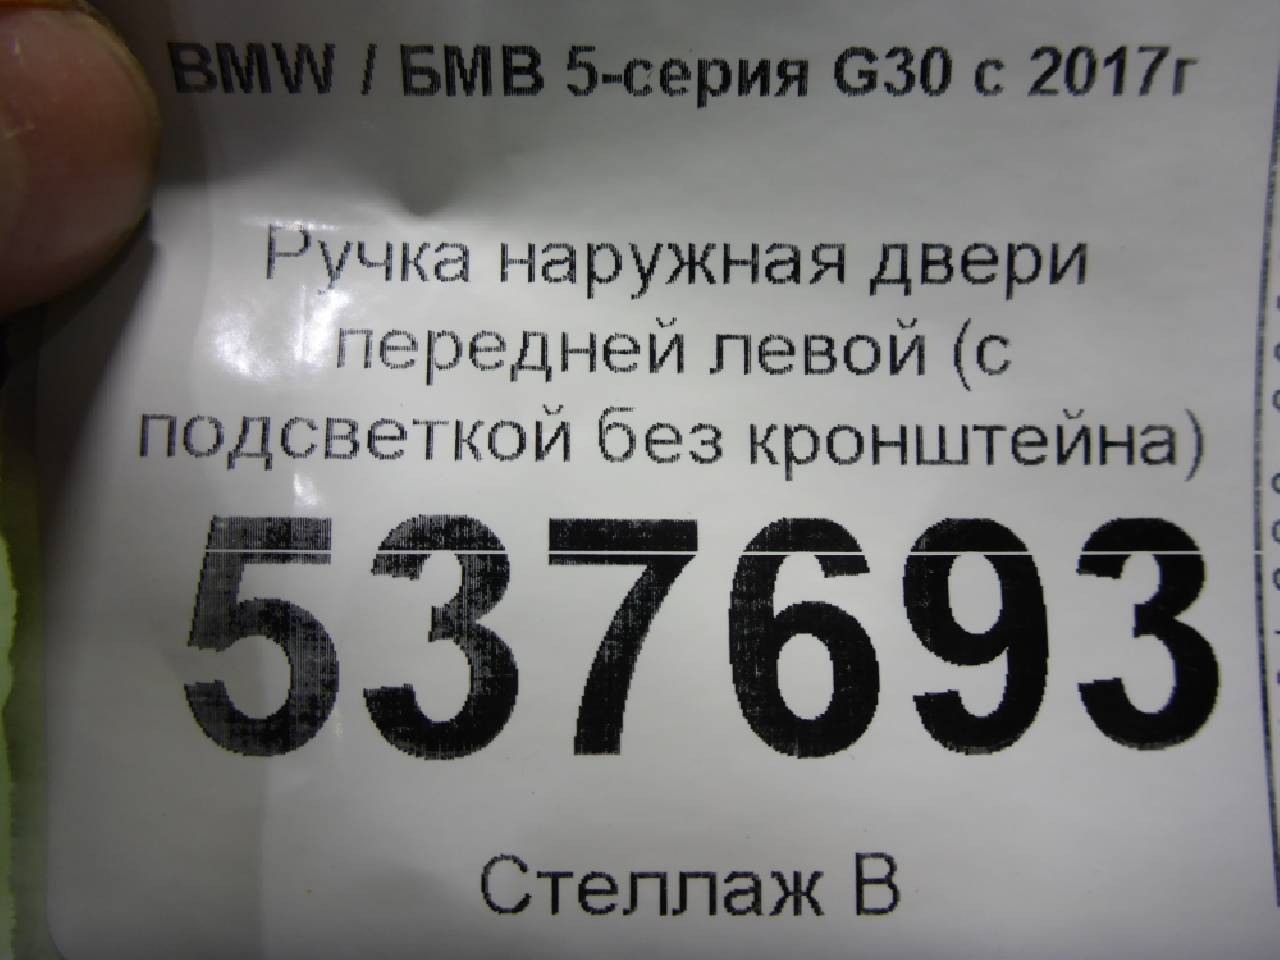 BMW / БМВ 5-серия G30 с 2017г
Ручка наружная двери
передней левой (с
подсветкой без кронштейна)
537693
Стеллаж В